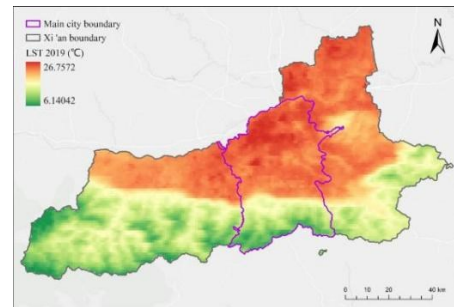 Main city boundary
Xi 'an boundary
LST 2019 (℃)
26.7572
6.14042
N
0 10 20 40 km